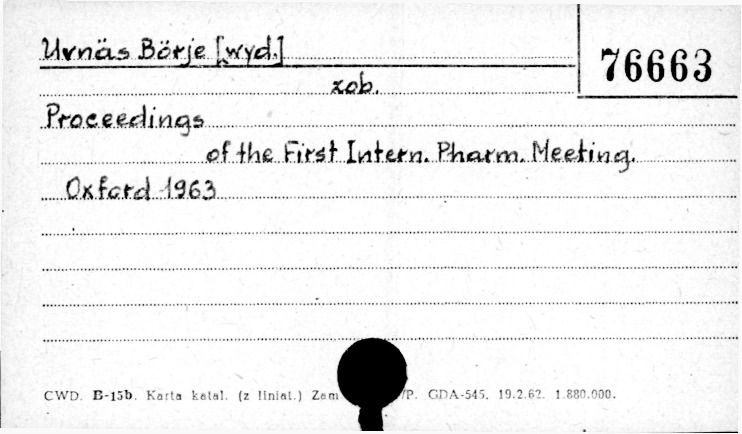 Urnäs Börje [wyd.]
76663
zob.
Proceedings
of the First Intern. Pharm. Meeting.
Oxford 1963
CWD. B-15b. Karta katal. (z liniat.) Zam /P. GDA-545. 19.2.62. 1.880.000.